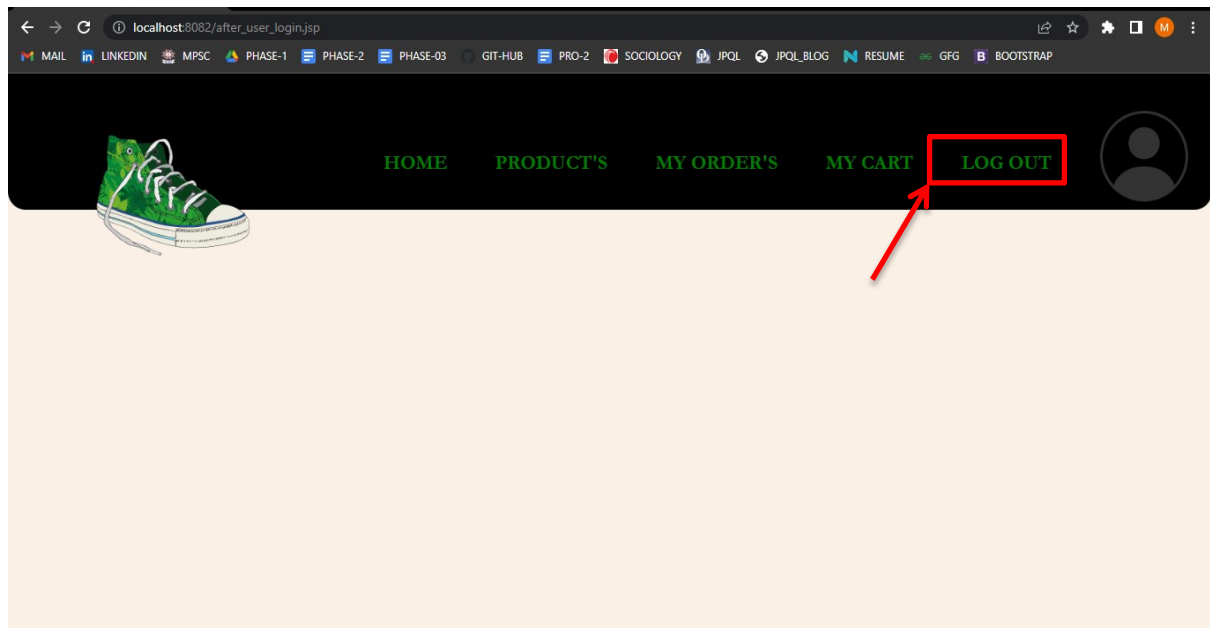 localhost:8082/after_user_login.jsp M
MAIL in LINKEDIN MPSC PHASE-1 PHASE-2 PHASE-03 GIT-HUB PRO-2 SOCIOLOGY JPQL JPQL_BLOG RESUME GFG B BOOTSTRAP
HOME PRODUCT'S MY ORDER'S MY CART LOG OUT